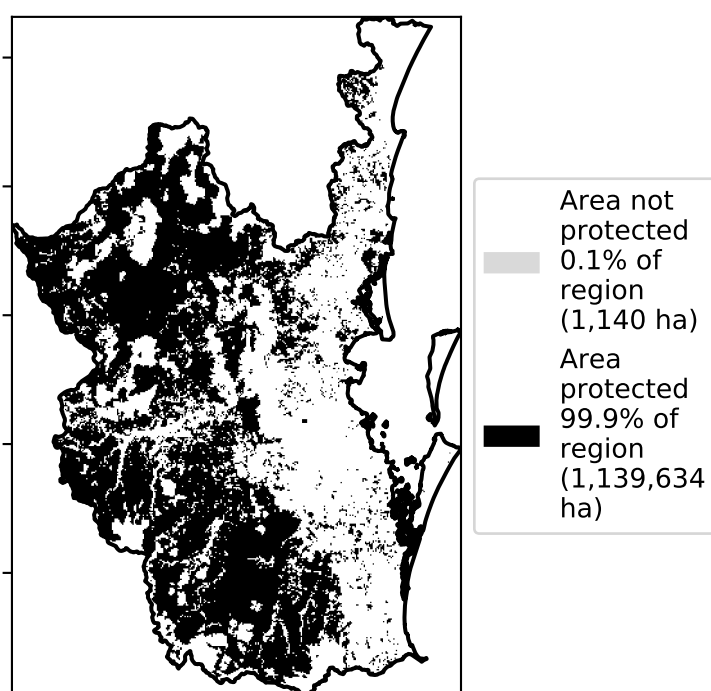 Area not
protected
0.1% of
region
(1,140 ha)
Area
protected
99.9% of
region
(1,139,634
ha)